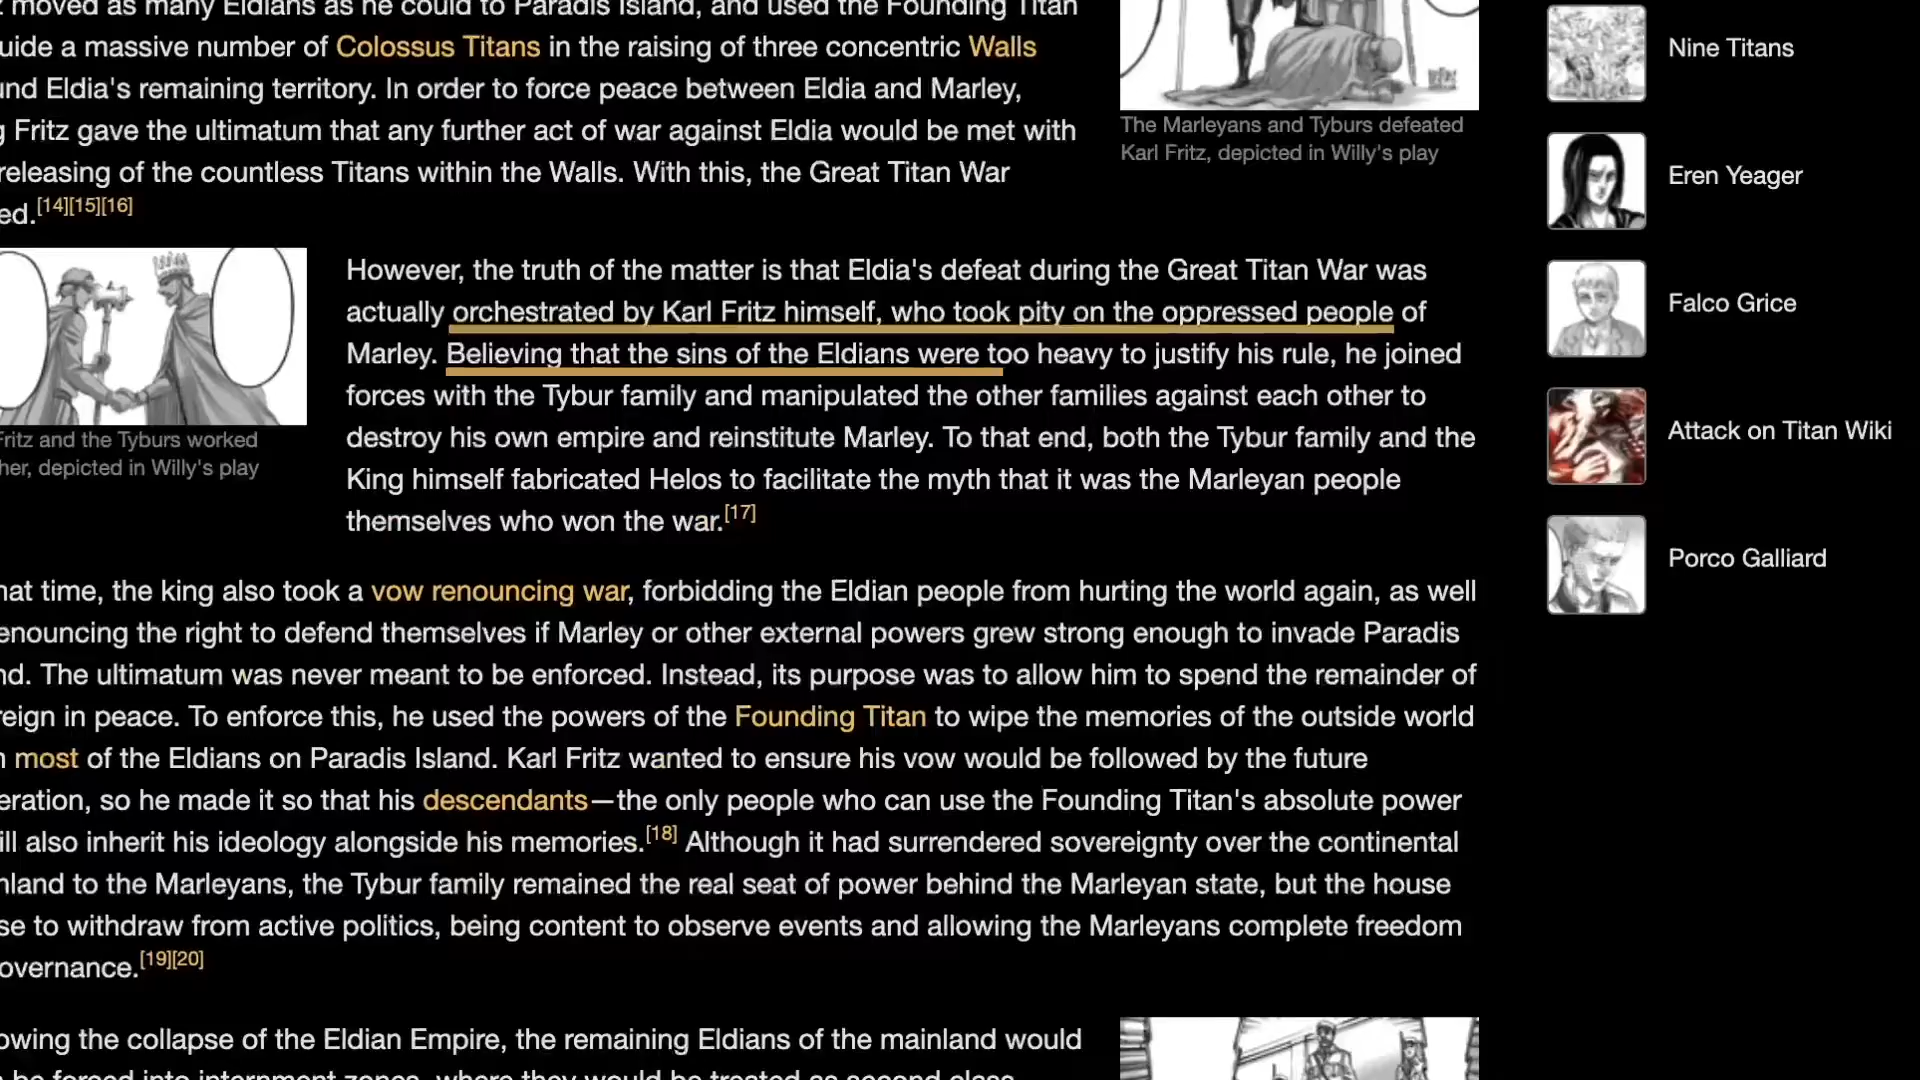 moved as many Eldians as he could to Paradis Island, and used the Founding Titan
uide a massive number of Colossus Titans in the raising of three concentric Walls
und Eldia's remaining territory. In order to force peace between Eldia and Marley,
g Fritz gave the ultimatum that any further act of war against Eldia would be met with
releasing of the countless Titans within the Walls. With this, the Great Titan War
ed.[14][15][16]
The Marleyans and Tyburs defeated
Karl Fritz, depicted in Willy's play
However, the truth of the matter is that Eldia's defeat during the Great Titan War was
actually orchestrated by Karl Fritz himself, who took pity on the oppressed people of
Marley. Believing that the sins of the Eldians were too heavy to justify his rule, he joined
forces with the Tybur family and manipulated the other families against each other to
destroy his own empire and reinstitute Marley. To that end, both the Tybur family and the
King himself fabricated Helos to facilitate the myth that it was the Marleyan people
themselves who won the war.[17]
Fritz and the Tyburs worked
her, depicted in Willy's play
hat time, the king also took a vow renouncing war, forbidding the Eldian people from hurting the world again, as well
enouncing the right to defend themselves if Marley or other external powers grew strong enough to invade Paradis
nd. The ultimatum was never meant to be enforced. Instead, its purpose was to allow him to spend the remainder of
reign in peace. To enforce this, he used the powers of the Founding Titan to wipe the memories of the outside world
most of the Eldians on Paradis Island. Karl Fritz wanted to ensure his vow would be followed by the future
eration, so he made it so that his descendants—the only people who can use the Founding Titan's absolute power
ill also inherit his ideology alongside his memories.[18] Although it had surrendered sovereignty over the continental
nland to the Marleyans, the Tybur family remained the real seat of power behind the Marleyan state, but the house
se to withdraw from active politics, being content to observe events and allowing the Marleyans complete freedom
overnance.[19][20]
owing the collapse of the Eldian Empire, the remaining Eldians of the mainland would
be forced into internment zones, where they would be treated as second class
Nine Titans
Eren Yeager
Falco Grice
Attack on Titan Wiki
Porco Galliard